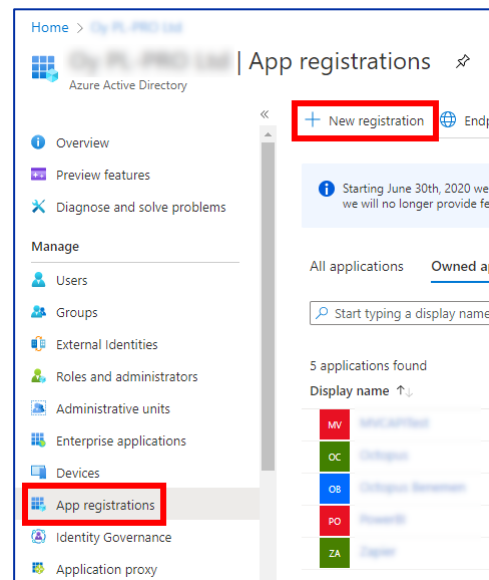 Home >
| App registrations
Azure Active Directory
«
Overview
Preview features
Diagnose and solve problems
Manage
Users
Groups
External Identities
Roles and administrators
Administrative units
Enterprise applications
Devices
App registrations
Identity Governance
Application proxy
+ New registration
Endp
Starting June 30th, 2020 we
we will no longer provide fe
All applications Owned ap
Start typing a display name
5 applications found
Display name ↑↓
MV
OC
OB
PO
ZA